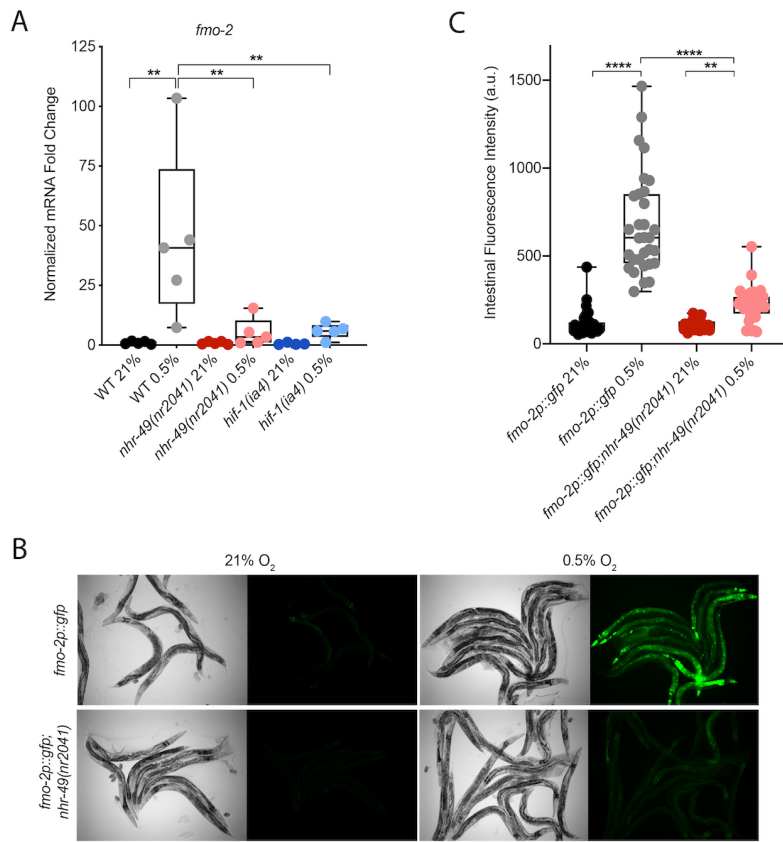 A
fmo-2
Normalized mRNA Fold Change
125
100
75
50
25
0
**
**
**
WT 21%
WT 0.5%
nhr-49(nr2041) 21%
nhr-49(nr2041) 0.5%
hif-1(ia4) 21%
hif-1(ia4) 0.5%
C
Intestinal Fluorescence Intensity (a.u.)
1500
1000
500
0
****
****
**
fmo-2p::gfp 21%
fmo-2p::gfp 0.5%
fmo-2p::gfp;nhr-49(nr2041) 21%
fmo-2p::gfp;nhr-49(nr2041) 0.5%
B
21% O2
0.5% O2
fmo-2p::gfp
fmo-2p::gfp;
nhr-49(nr2041)